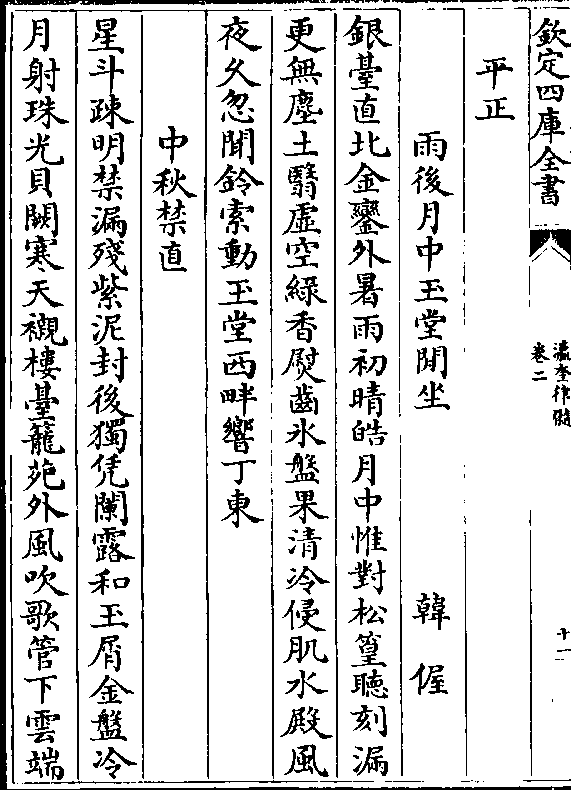 欽定四庫全書
瀛奎律髓
卷二
十一
平正
雨後月中玉堂閒坐 韓偓
銀臺直北金鑾外暑雨初晴皓月中惟對松篁聽刻漏
更無塵土翳虛空綠香熨齒氷盤果清冷侵肌水殿風
夜久忽聞鈴索動玉堂西畔響丁東
中秋禁直
星斗疎明禁漏殘紫泥封後獨凭闌露和玉屑金盤冷
月射珠光貝闕寒天襯樓臺籠苑外風吹歌管下雲端